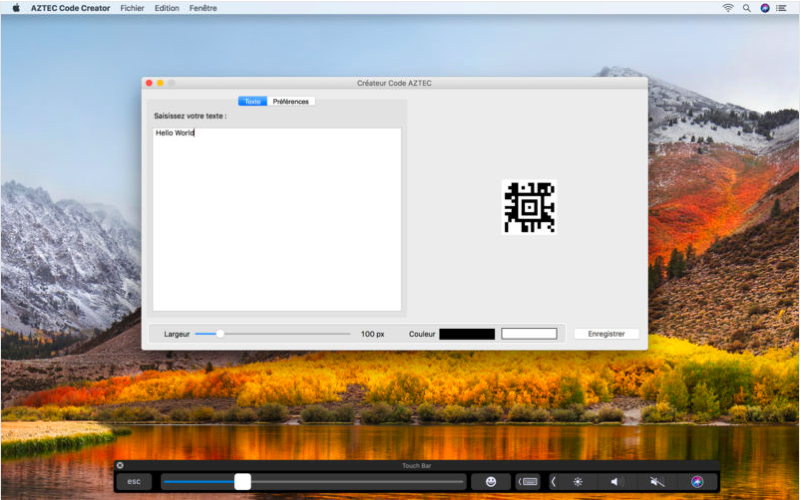 AZTEC Code Creator Fichier Edition Fenêtre
Créateur Code AZTEC
Texte Préférences
Saisissez votre texte :
Hello World
Largeur 100 px Couleur Enregistrer
Touch Bar
esc